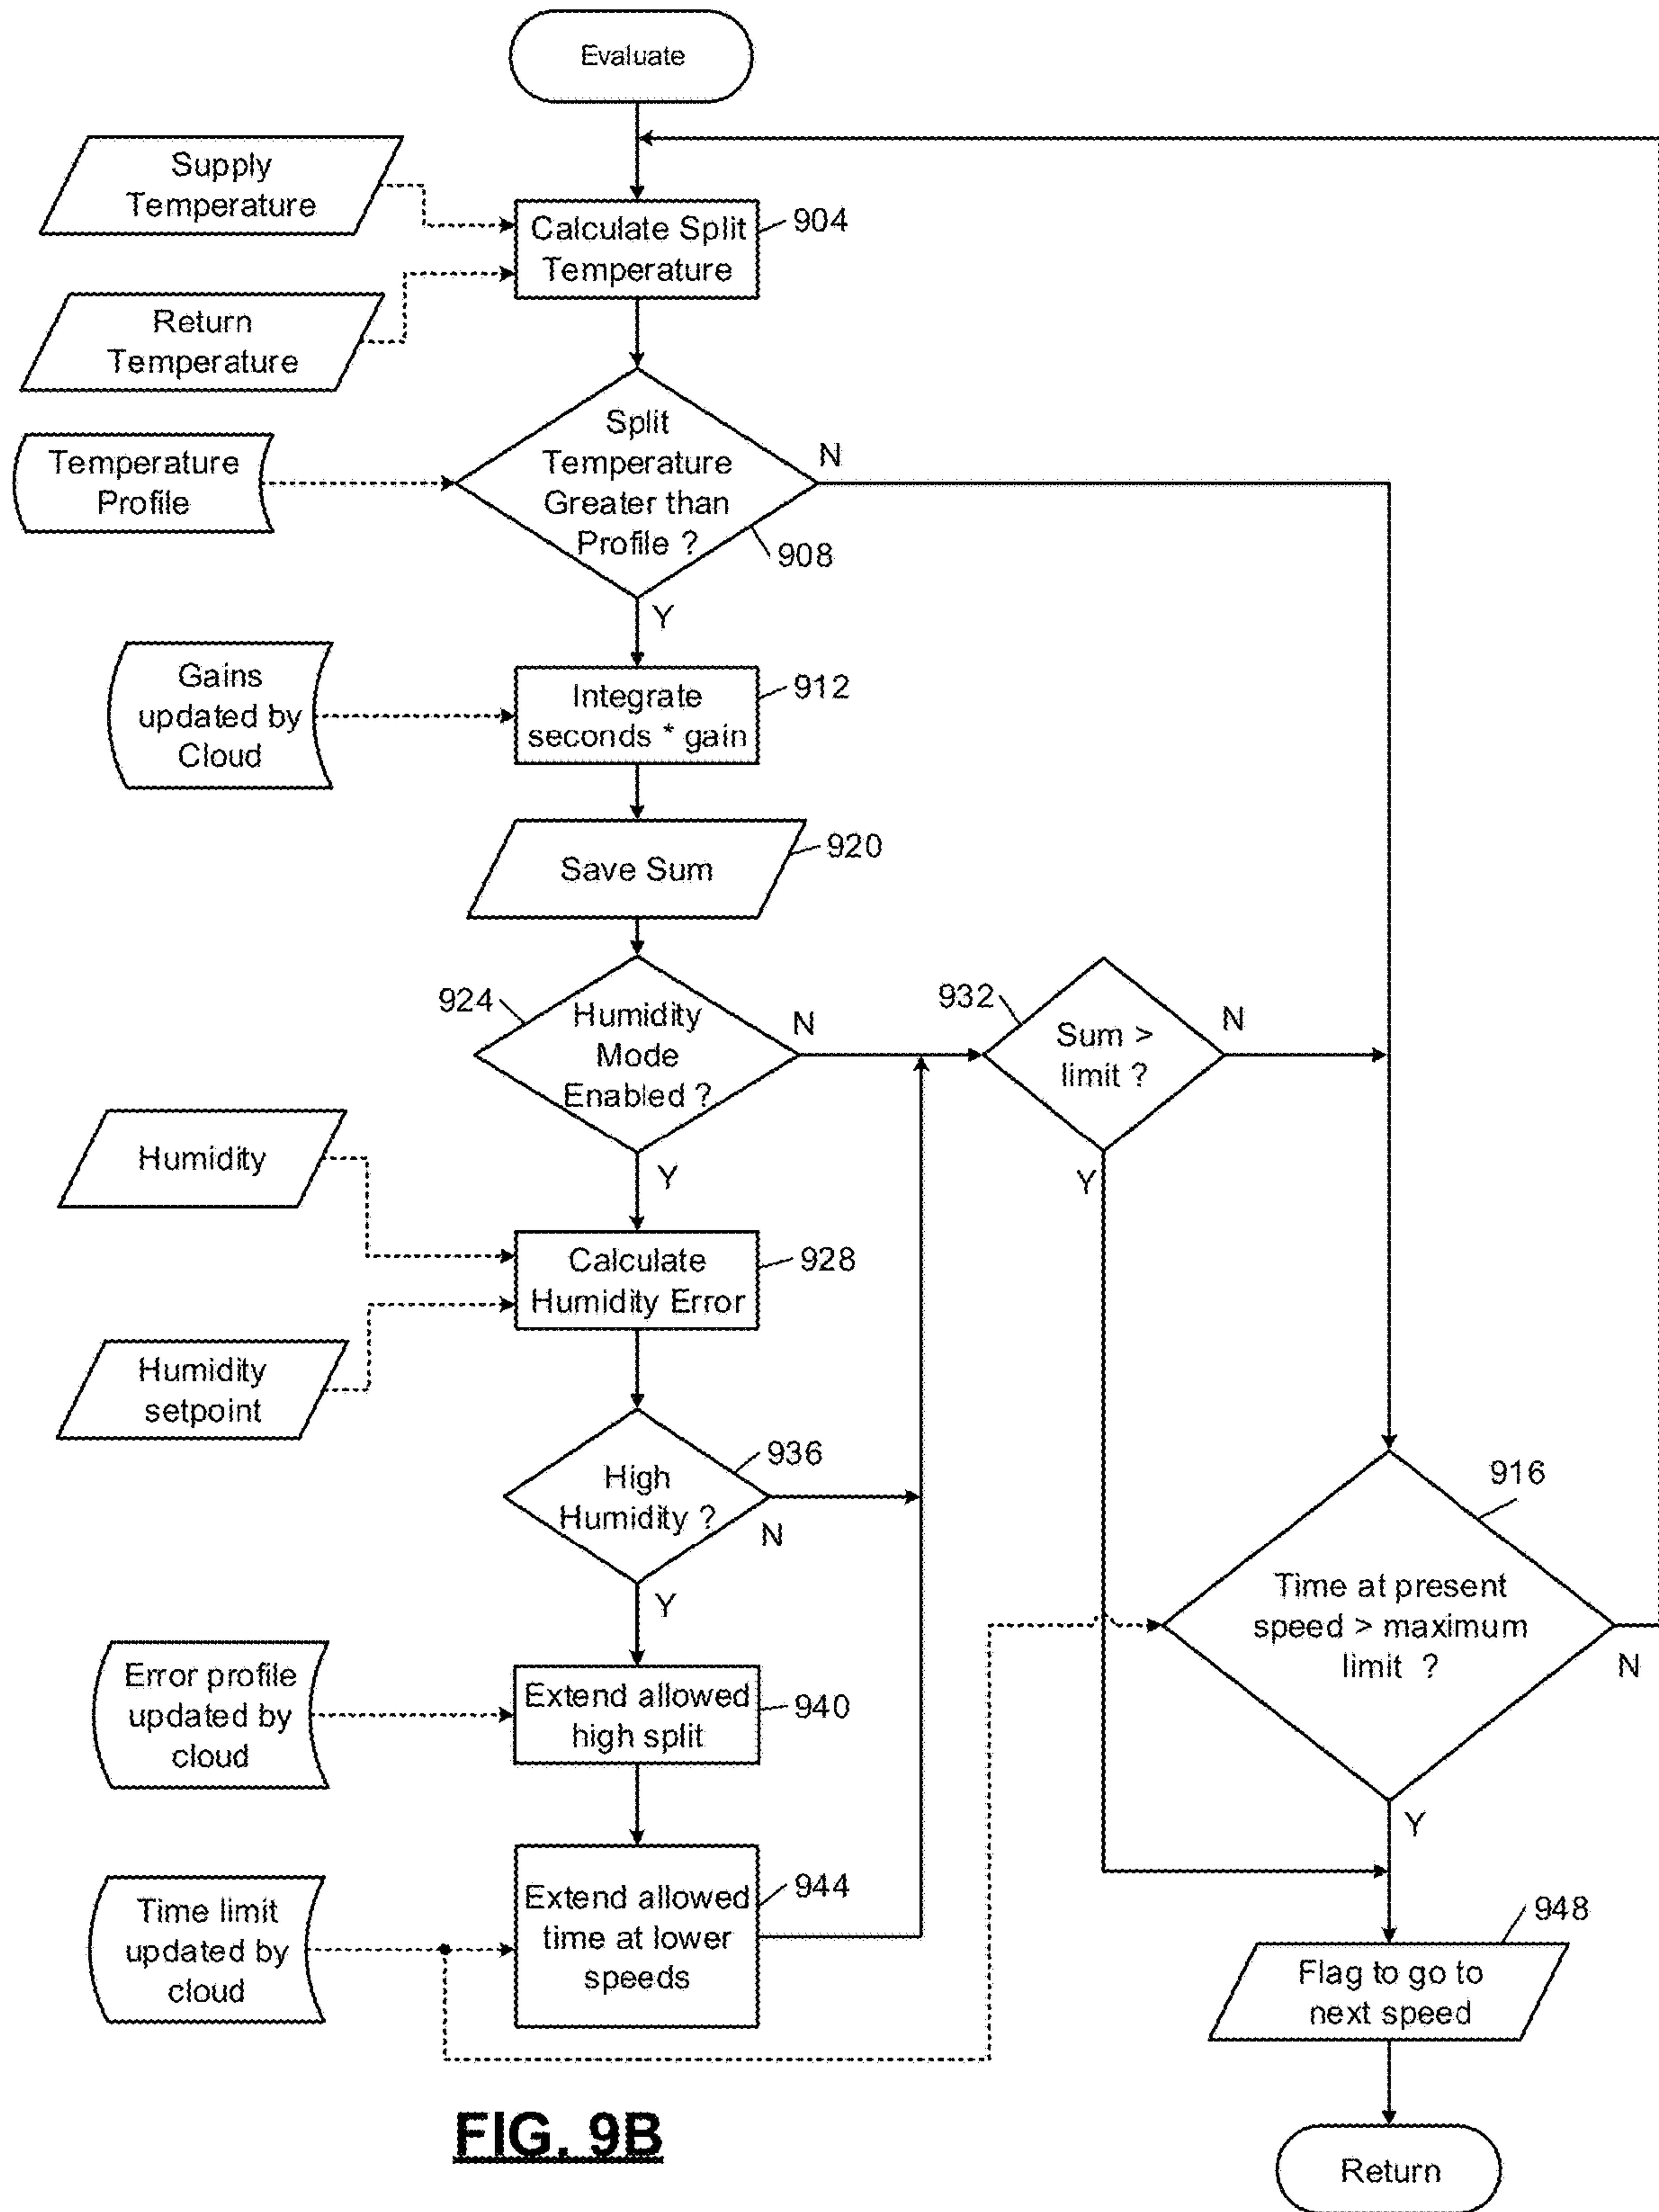 Evaluate
Supply
Temperature
Calculate Split
Temperature
904
Return
Temperature
Split
Temperature
Greater than
Profile ?
N
908
Y
Temperature
Profile
Gains
updated by
Cloud
Integrate
seconds * gain
912
Save Sum
920
924
Humidity
Mode
Enabled ?
N
Y
932
Sum >
limit ?
N
Y
Humidity
Calculate
Humidity Error
928
Humidity
setpoint
High
Humidity ?
936
N
Y
916
Time at present
speed > maximum
limit ?
N
Y
Error profile
updated by
cloud
Extend allowed
high split
940
Time limit
updated by
cloud
Extend allowed
time at lower
speeds
944
948
Flag to go to
next speed
Return
FIG. 9B